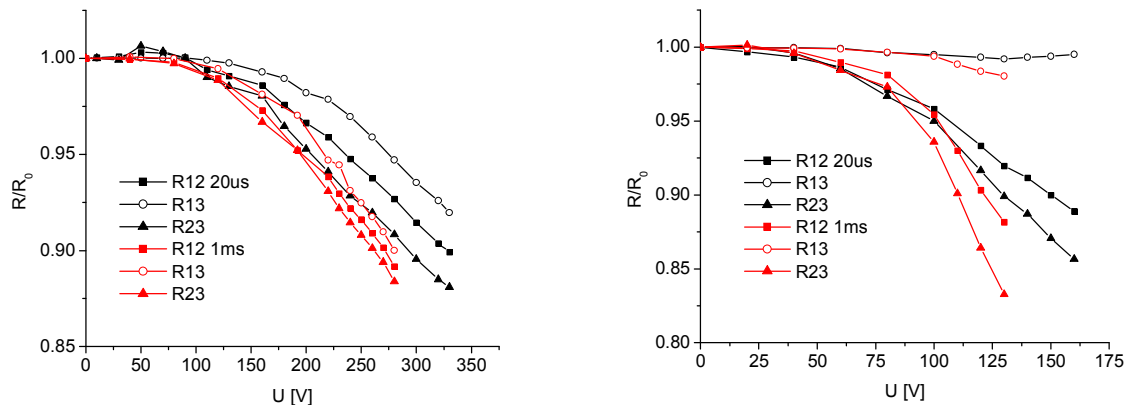 1.00
0.95
0.90
0.85
R/R0
R12 20us
R13
R23
R12 1ms
R13
R23
0 50 100 150 200 250 300 350
U [V]
1.00
0.95
0.90
0.85
0.80
R/R0
R12 20us
R13
R23
R12 1ms
R13
R23
0 25 50 75 100 125 150 175
U [V]